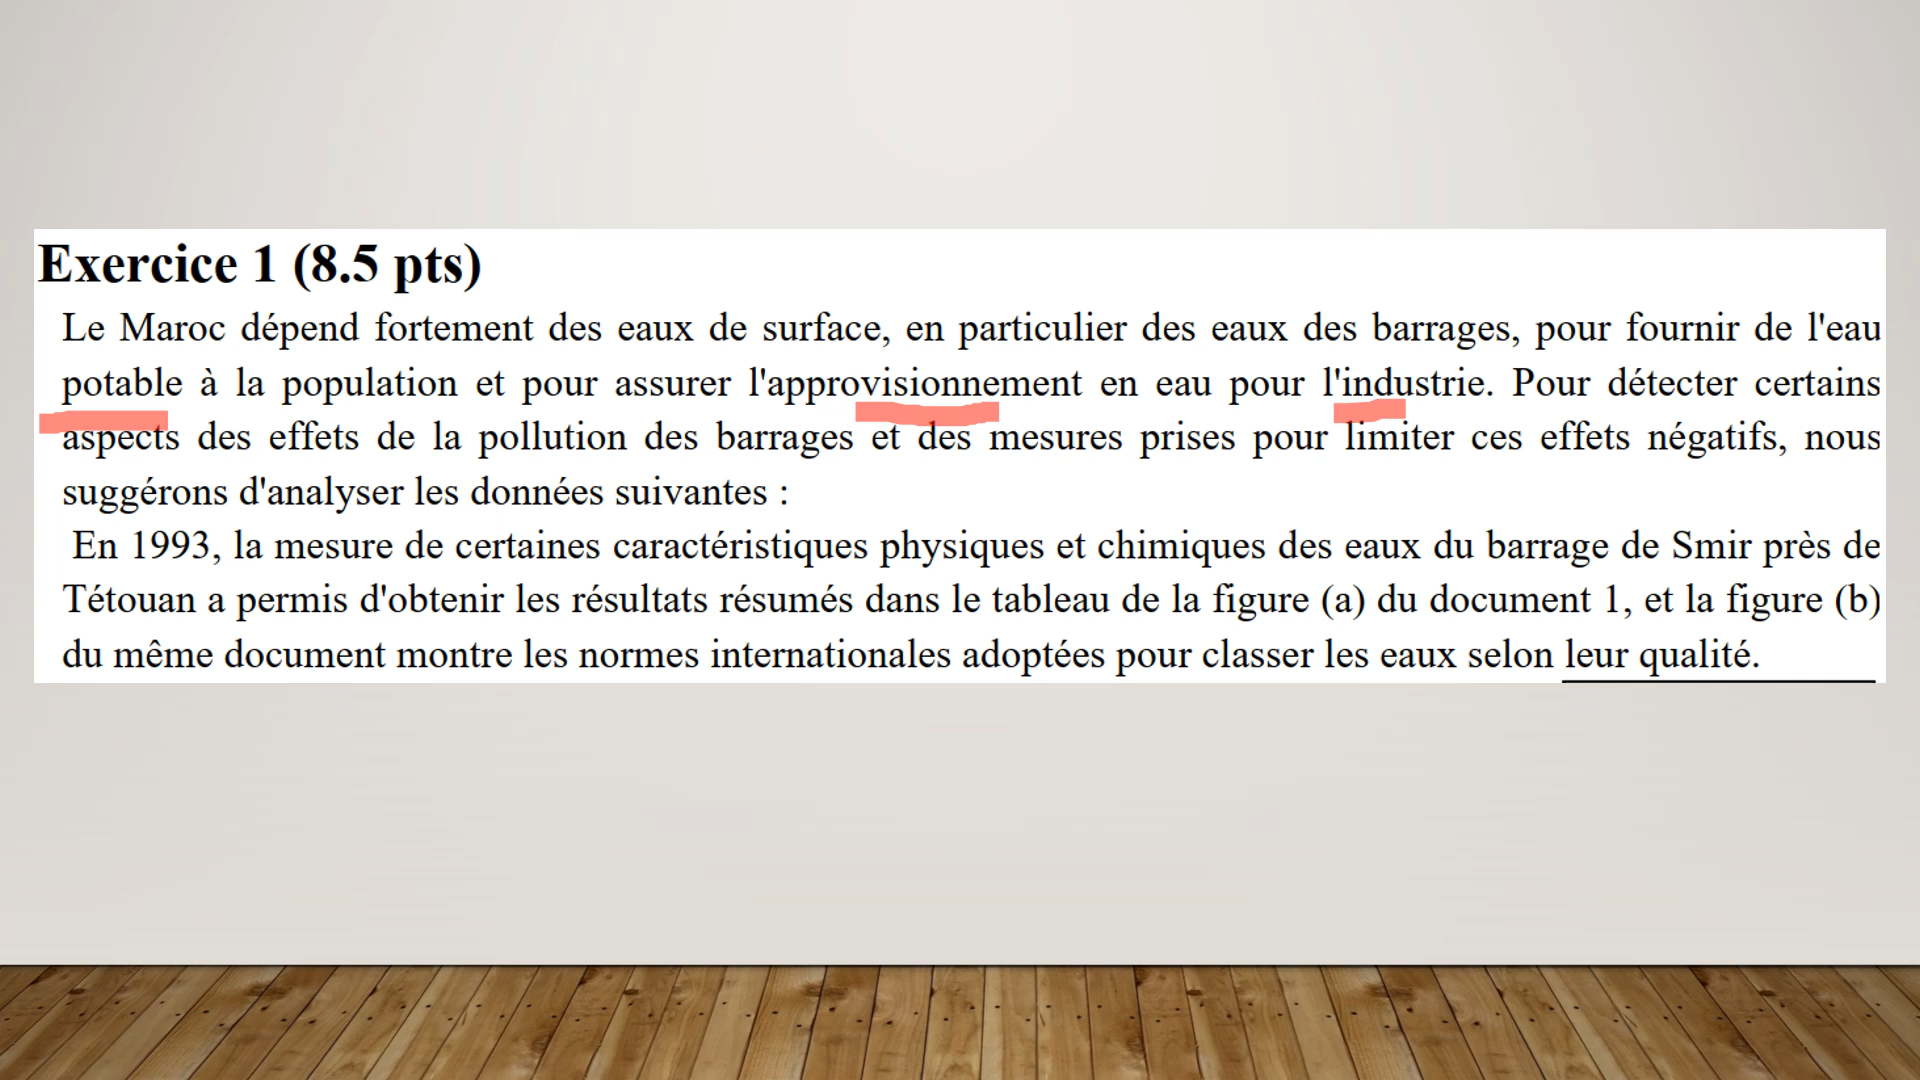 Exercice 1 (8.5 pts)
Le Maroc dépend fortement des eaux de surface, en particulier des eaux des barrages, pour fournir de l'eau
potable à la population et pour assurer l'approvisionnement en eau pour l'industrie. Pour détecter certains
aspects des effets de la pollution des barrages et des mesures prises pour limiter ces effets négatifs, nous
suggérons d'analyser les données suivantes :
En 1993, la mesure de certaines caractéristiques physiques et chimiques des eaux du barrage de Smir près de
Tétouan a permis d'obtenir les résultats résumés dans le tableau de la figure (a) du document 1, et la figure (b)
du même document montre les normes internationales adoptées pour classer les eaux selon leur qualité.